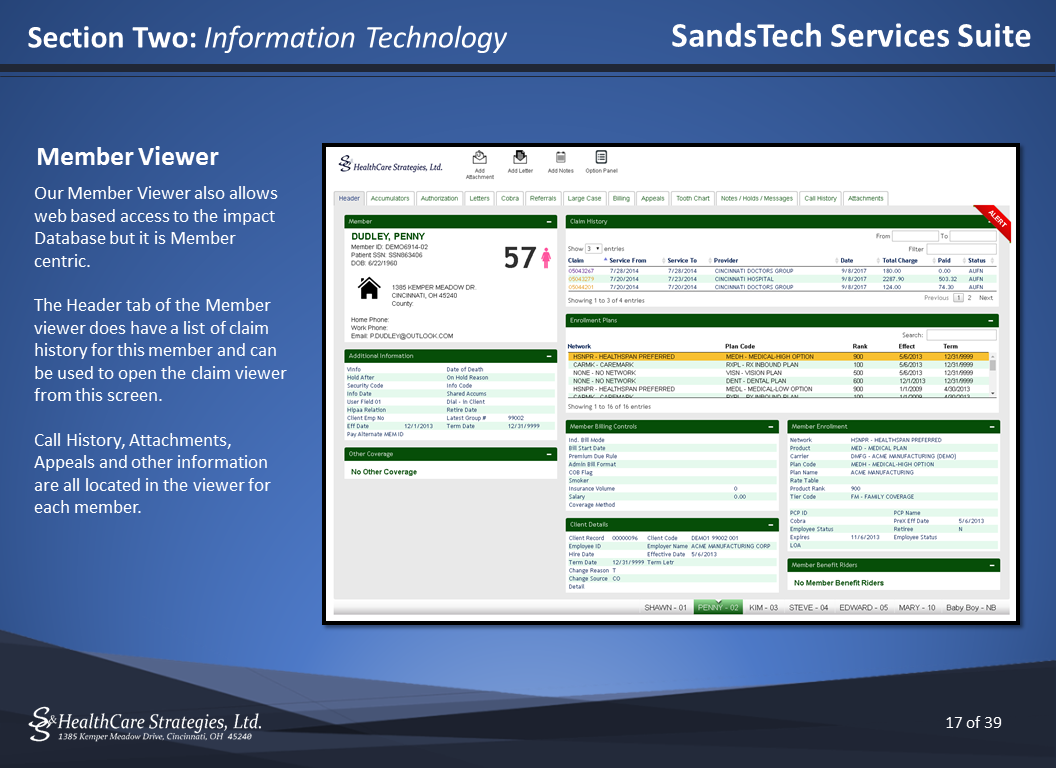 Section Two: Information Technology
SandsTech Services Suite
Member Viewer
Our Member Viewer also allows
web based access to the impact
Database but it is Member
centric.
The Header tab of the Member
viewer does have a list of claim
history for this member and can
be used to open the claim viewer
from this screen.
Call History, Attachments,
Appeals and other information
are all located in the viewer for
each member.
S&S HealthCare Strategies, Ltd.
Add Attachment
Add Letter
Add Notes
Option Panel
Header Accumulators Authorization Letters Cobra Referrals Large Case Billing Appeals Tooth Chart Notes / Holds / Messages Call History Attachments
ALERT
Member
DUDLEY, PENNY
Member ID: DEMO6914-02
Patient SSN: SSN863406
DOB: 6/22/1960
57
1385 KEMPER MEADOW DR.
CINCINNATI, OH 45240
County:
Home Phone:
Work Phone:
Email: PDUDLEY@OUTLOOK.COM
Additional Information
VInfo Date of Death
Hold After On Hold Reason
Security Code Info Code
Info Date Shared Accums
User Field 01 Dial - In Client
Hipaa Relation Retire Date
Client Emp No Latest Group # 99002
Eff Date 12/1/2013 Term Date 12/31/9999
Pay Alternate MEM ID
Other Coverage
No Other Coverage
Claim History
From To
Show 3 entries Filter
Claim Service From Service To Provider Date Total Charge Paid Status
05043267 7/28/2014 7/28/2014 CINCINNATI DOCTORS GROUP 9/8/2017 180.00 0.00 AUFN
05043279 7/20/2014 7/23/2014 CINCINNATI HOSPITAL 9/8/2017 2287.90 503.32 AUFN
05044201 7/20/2014 7/20/2014 CINCINNATI DOCTORS GROUP 9/8/2017 124.00 74.30 AUFN
Showing 1 to 3 of 4 entries
Previous 1 2 Next
Enrollment Plans
Search:
Network Plan Code Rank Effect Term
HSNPR - HEALTHSPAN PREFERRED MEDH - MEDICAL-HIGH OPTION 900 5/6/2013 12/31/9999
CARMK - CAREMARK RXPL - RX INBOUND PLAN 100 5/6/2013 12/31/9999
NONE - NO NETWORK VISN - VISION PLAN 500 5/6/2013 12/31/9999
NONE - NO NETWORK DENT - DENTAL PLAN 600 12/1/2013 12/31/9999
HSNPR - HEALTHSPAN PREFERRED MEDL - MEDICAL-LOW OPTION 900 1/1/2009 4/30/2013
CARMK - CAREMARK RXPL - RX INBOUND PLAN 100 1/1/2009 4/30/2013
Showing 1 to 16 of 16 entries
Member Billing Controls
Ind. Bill Mode
Bill Start Date
Premium Due Rule
Admin Bill Format
COB Flag
Smoker
Insurance Volume 0
Salary 0.00
Coverage Method
Client Details
Client Record 00000096 Client Code DEMO1 99002 001
Employee ID Employer Name ACME MANUFACTURING CORP
Hire Date Effective Date 5/6/2013
Term Date 12/31/9999 Term Letr
Change Reason T
Change Source CO
Detail
Member Enrollment
Network HSNPR - HEALTHSPAN PREFERRED
Product MED - MEDICAL PLAN
Carrier DMFG - ACME MANUFACTURING (DEMO)
Plan Code MEDH - MEDICAL-HIGH OPTION
Plan Name ACME MANUFACTURING
Rate Table
Product Rank 900
Tier Code FM - FAMILY COVERAGE
PCP ID PCP Name
Cobra PreX Eff Date 5/6/2013
Employee Status Retiree N
Expires 11/6/2013 Employee Status
LOA
Member Benefit Riders
No Member Benefit Riders
SHAWN - 01 PENNY - 02 KIM - 03 STEVE - 04 EDWARD - 05 MARY - 10 Baby Boy - NB
S&S HealthCare Strategies, Ltd.
1385 Kemper Meadow Drive, Cincinnati, OH 45240
17 of 39